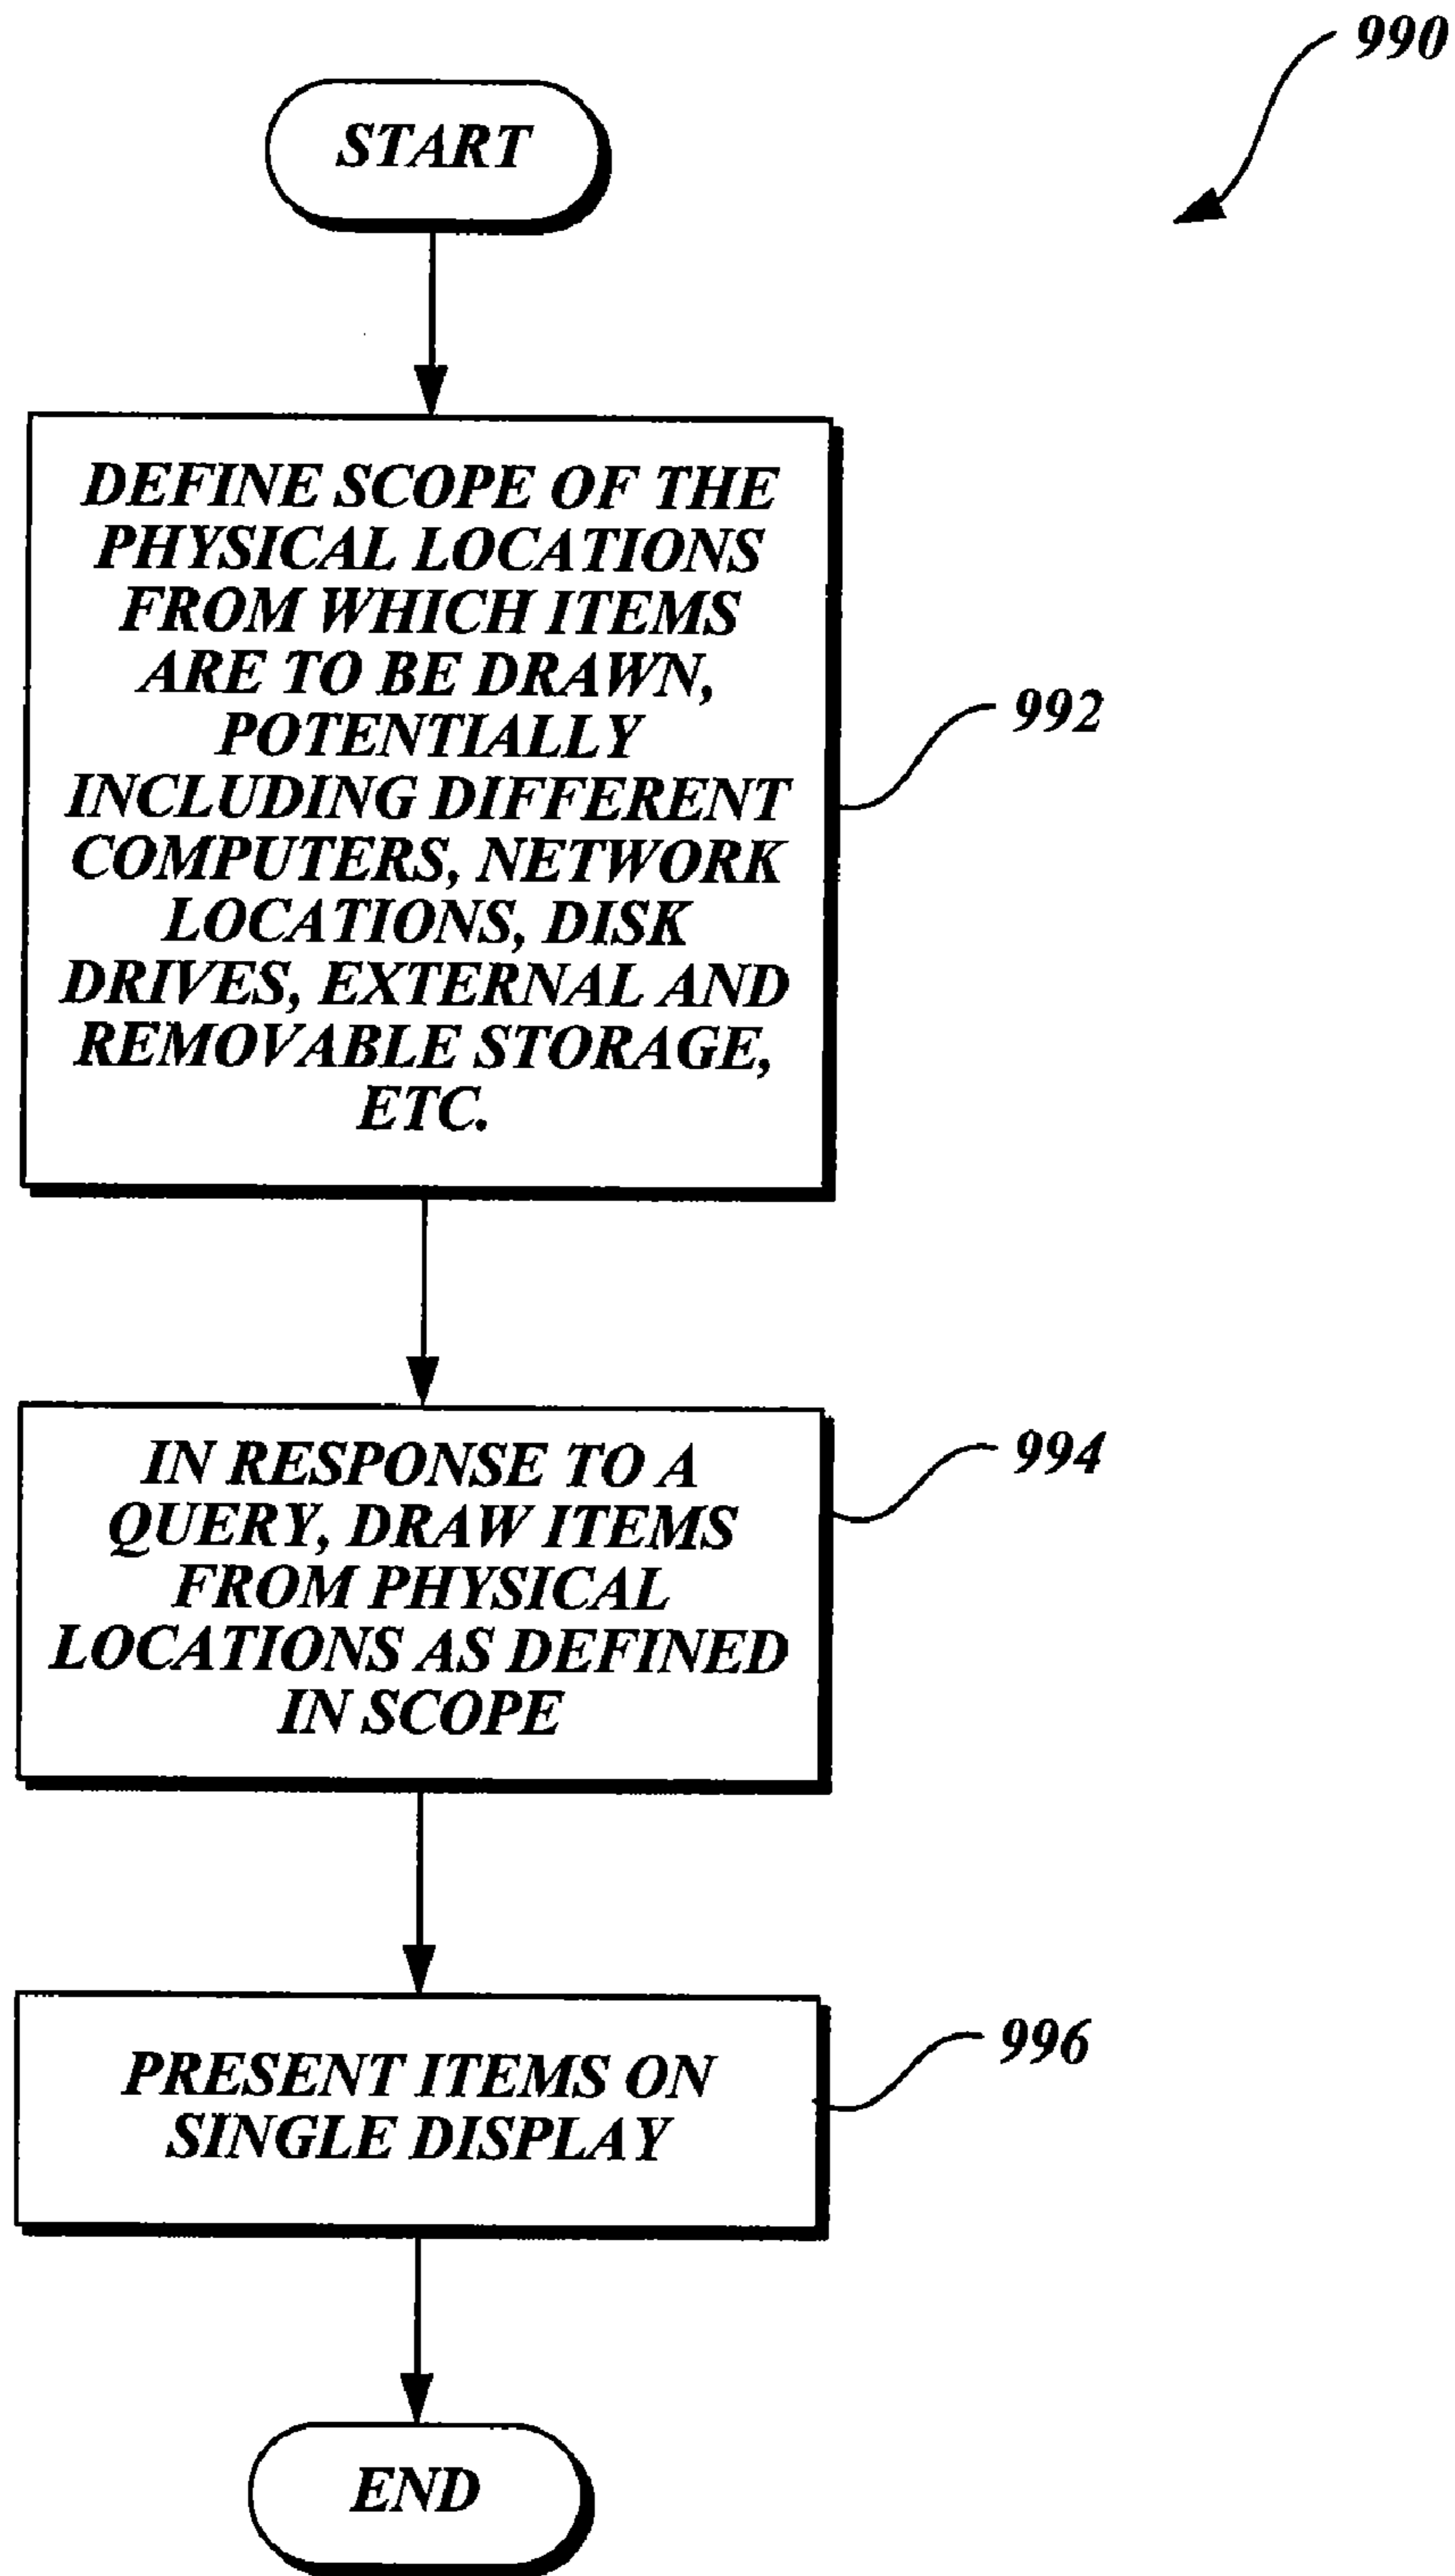 990
START
DEFINE SCOPE OF THE
PHYSICAL LOCATIONS
FROM WHICH ITEMS
ARE TO BE DRAWN,
POTENTIALLY
INCLUDING DIFFERENT
COMPUTERS, NETWORK
LOCATIONS, DISK
DRIVES, EXTERNAL AND
REMOVABLE STORAGE,
ETC.
992
IN RESPONSE TO A
QUERY, DRAW ITEMS
FROM PHYSICAL
LOCATIONS AS DEFINED
IN SCOPE
994
PRESENT ITEMS ON
SINGLE DISPLAY
996
END